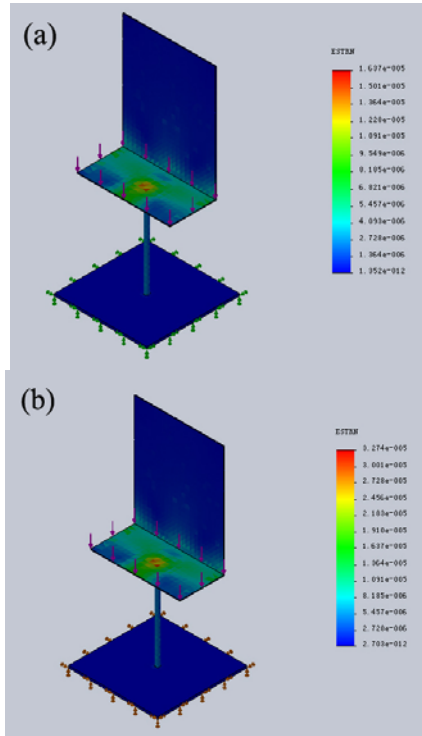 (a)
ESTRN
1.637e-005
1.501e-005
1.364e-005
1.228e-005
1.091e-005
9.549e-006
8.185e-006
6.821e-006
5.457e-006
4.093e-006
2.728e-006
1.364e-006
1.352e-012
(b)
ESTRN
3.274e-005
3.001e-005
2.728e-005
2.456e-005
2.183e-005
1.910e-005
1.637e-005
1.364e-005
1.091e-005
8.185e-006
5.457e-006
2.728e-006
2.703e-012